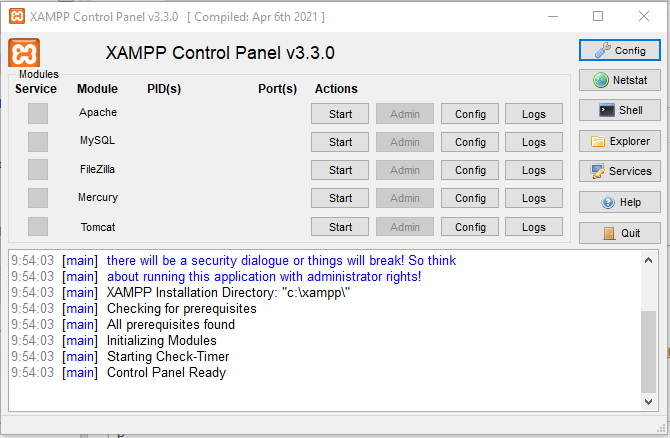 XAMPP Control Panel v3.3.0 [ Compiled: Apr 6th 2021 ]
XAMPP Control Panel v3.3.0
Config
Modules
Service Module PID(s) Port(s) Actions
Netstat
Apache Start Admin Config Logs
Shell
MySQL Start Admin Config Logs
Explorer
FileZilla Start Admin Config Logs
Services
Mercury Start Admin Config Logs
Help
Tomcat Start Admin Config Logs
Quit
9:54:03 [main] there will be a security dialogue or things will break! So think
9:54:03 [main] about running this application with administrator rights!
9:54:03 [main] XAMPP Installation Directory: "c:\xampp\"
9:54:03 [main] Checking for prerequisites
9:54:03 [main] All prerequisites found
9:54:03 [main] Initializing Modules
9:54:03 [main] Starting Check-Timer
9:54:03 [main] Control Panel Ready